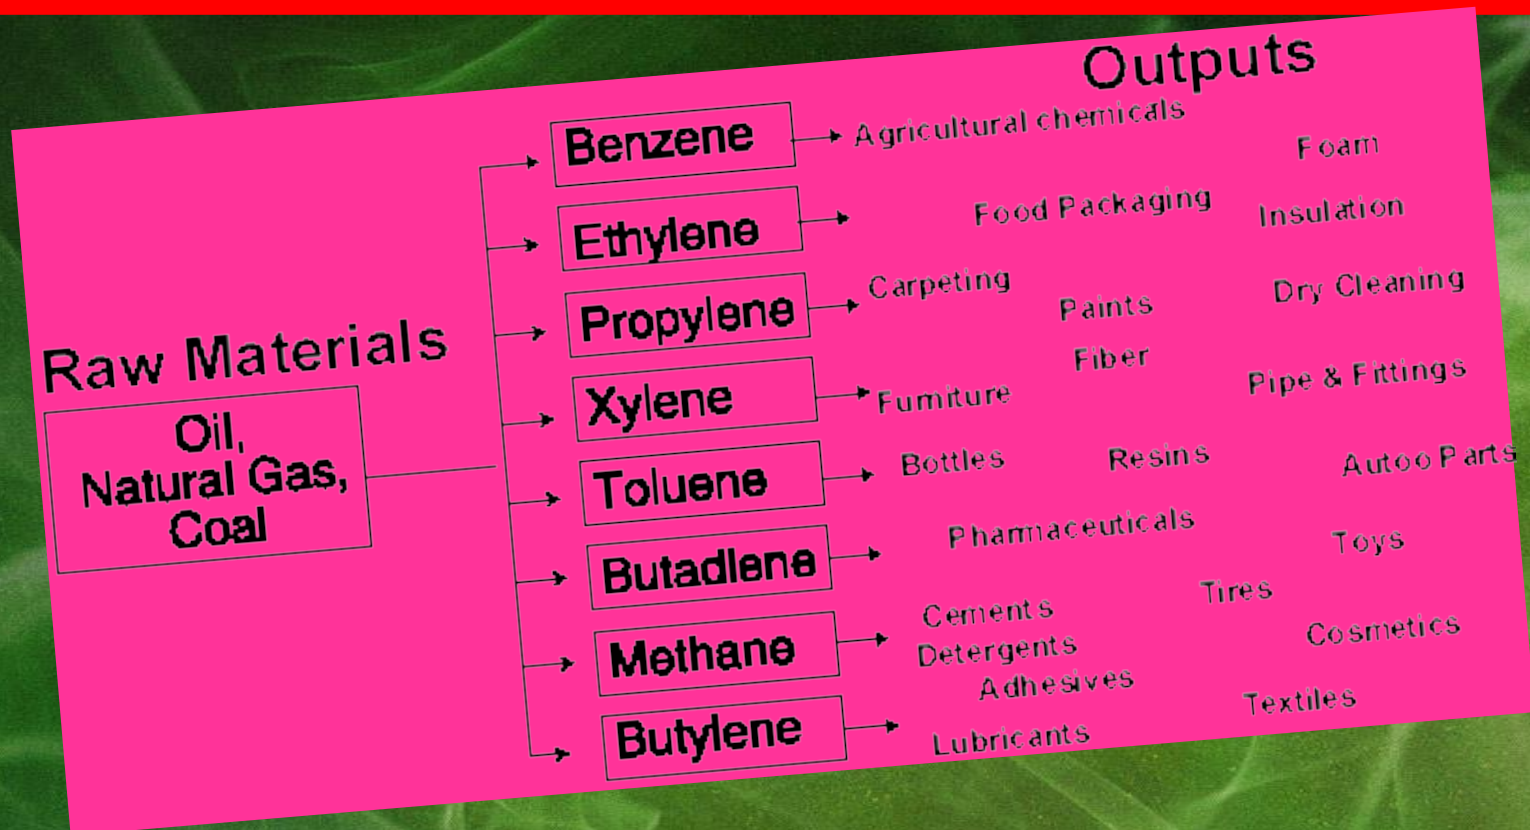 Outputs
Raw Materials
Oil,
Natural Gas,
Coal
Benzene
Ethylene
Propylene
Xylene
Toluene
Butadlene
Methane
Butylene
Agricultural chemicals
Foam
Food Packaging
Insulation
Carpeting
Paints
Dry Cleaning
Fiber
Furniture
Pipe & Fittings
Bottles
Resins
Autoo Parts
Pharmaceuticals
Toys
Cements
Tires
Detergents
Cosmetics
Adhesives
Textiles
Lubricants